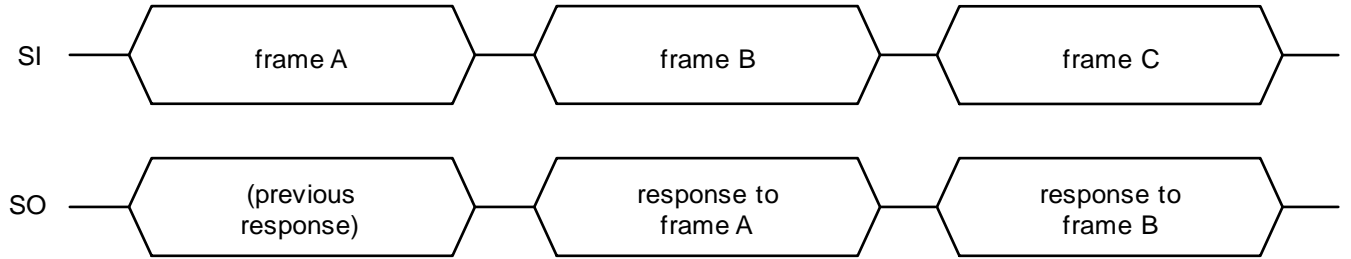 SI
frame A
frame B
frame C
SO
(previous
response)
response to
frame A
response to
frame B